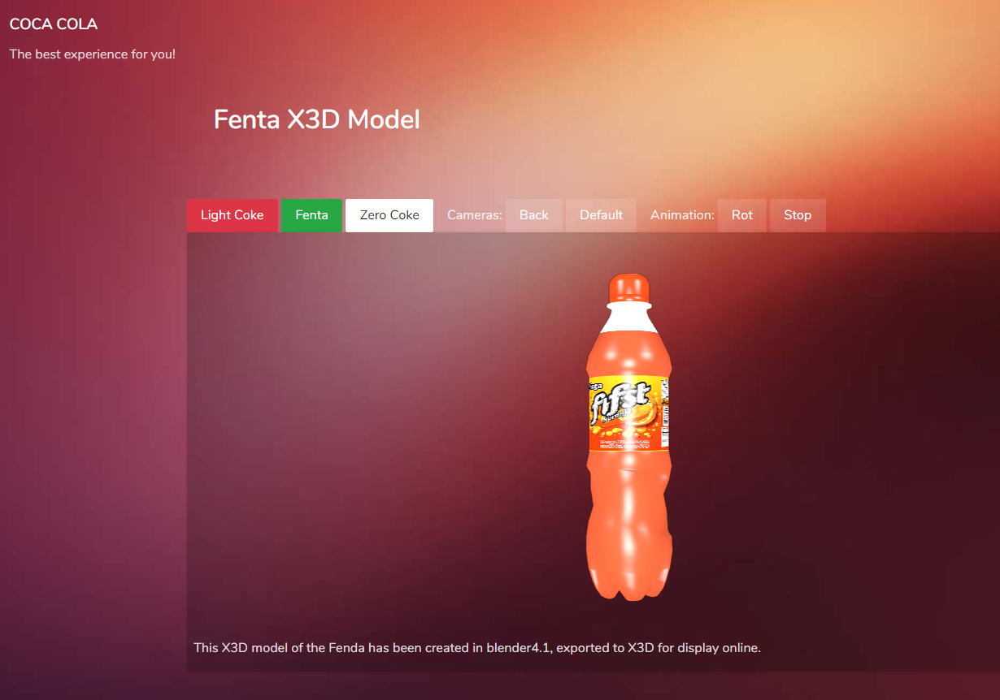 COCA COLA
The best experience for you!
Fenta X3D Model
Light Coke Fenta Zero Coke Cameras: Back Default Animation: Rot Stop
fifst
This X3D model of the Fenda has been created in blender4.1, exported to X3D for display online.